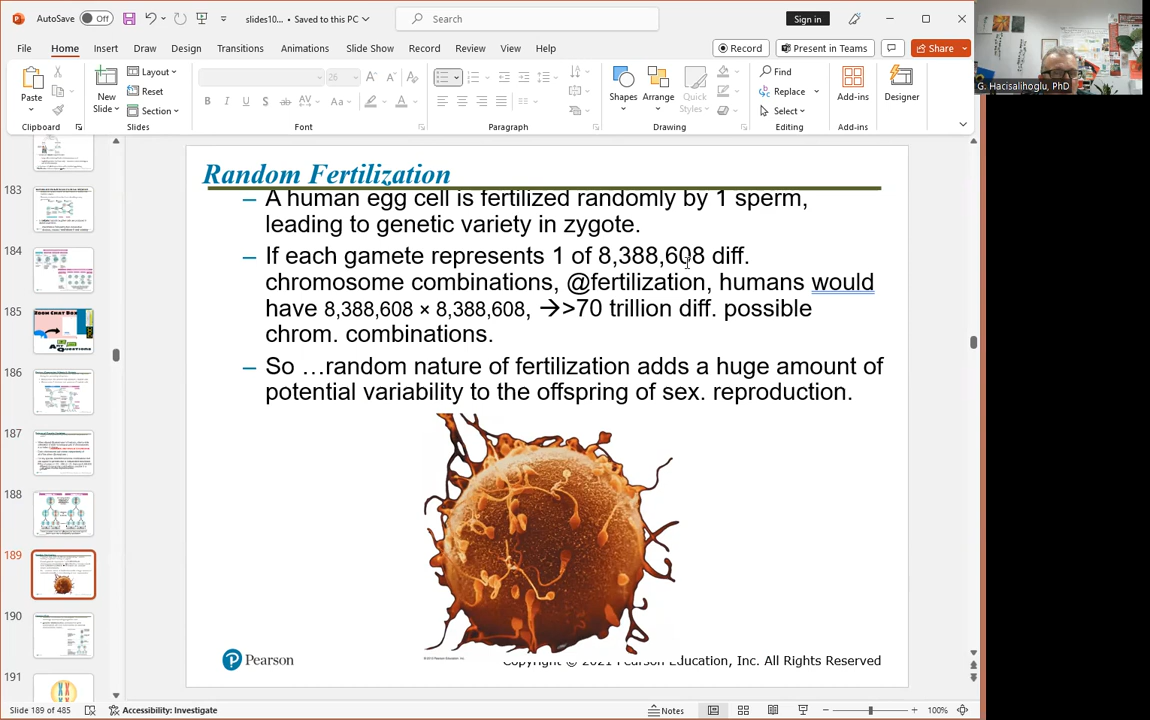 AutoSave Off slides10... • Saved to this PC Search Sign in
File Home Insert Draw Design Transitions Animations Slide Show Record Review View Help Record Present in Teams Share
Paste
Clipboard
New
Slide
Layout
Reset
Section
Slides
26
B I U S ab AV Aa A
Font
Paragraph
Shapes Arrange Quick
Styles
Drawing
Find
Replace
Select
Editing
Add-ins
Add-ins
Designer
G. Hacisalihoglu, PhD
183
184
185
186
187
188
189
190
191
Random Fertilization
– A human egg cell is fertilized randomly by 1 sperm,
leading to genetic variety in zygote.
– If each gamete represents 1 of 8,388,608 diff.
chromosome combinations, @fertilization, humans would
have 8,388,608 × 8,388,608, →>70 trillion diff. possible
chrom. combinations.
– So …random nature of fertilization adds a huge amount of
potential variability to the offspring of sex. reproduction.
Pearson
Copyright © 2021 Pearson Education, Inc. All Rights Reserved
Slide 189 of 485 Accessibility: Investigate Notes 100%